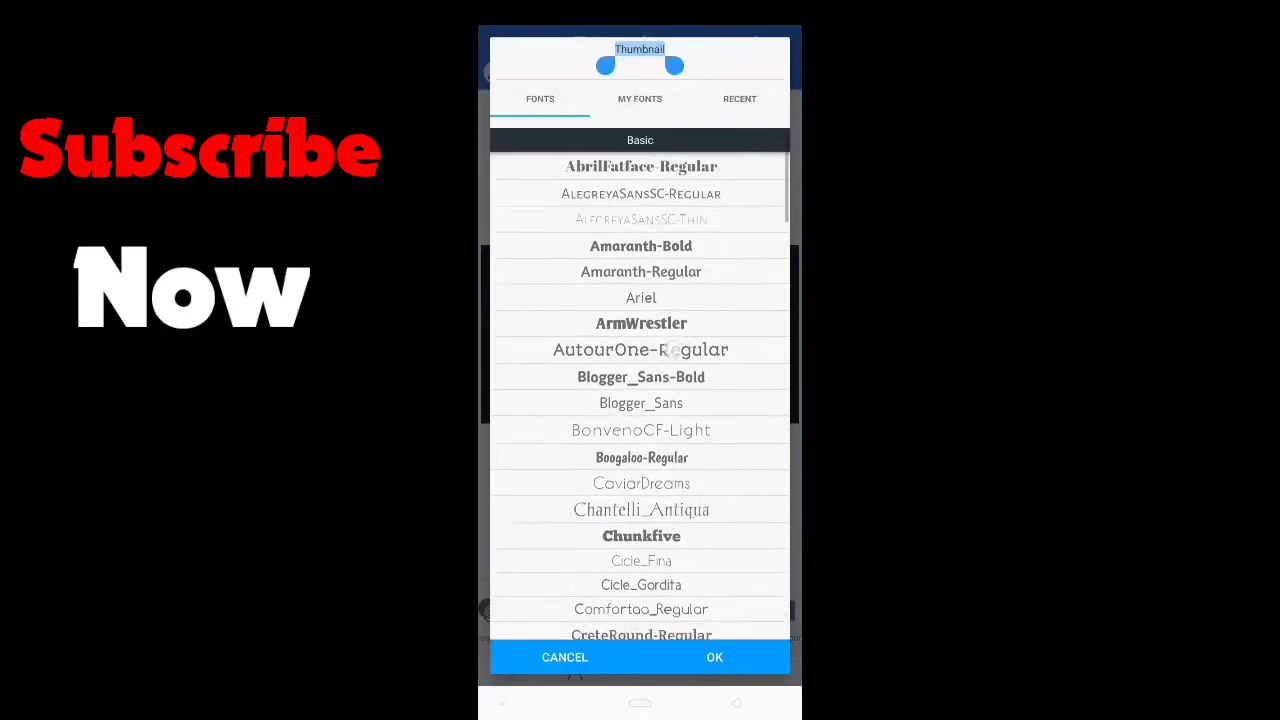 Subscribe
Now
Thumbnail
FONTS
MY FONTS
RECENT
Basic
AbrilFatface-Regular
AlegreyaSansSC-Regular
AlegreyaSansSC-Thin
Amaranth-Bold
Amaranth-Regular
Ariel
ArmWrestler
AutourOne-Regular
Blogger_Sans-Bold
Blogger_Sans
BonvenoCF-Light
Boogaloo-Regular
CaviarDreams
Chantelli_Antiqua
Chunkfive
Cicle_Fina
Cicle_Gordita
Comfortaa_Regular
CreteRound-Regular
CANCEL
OK